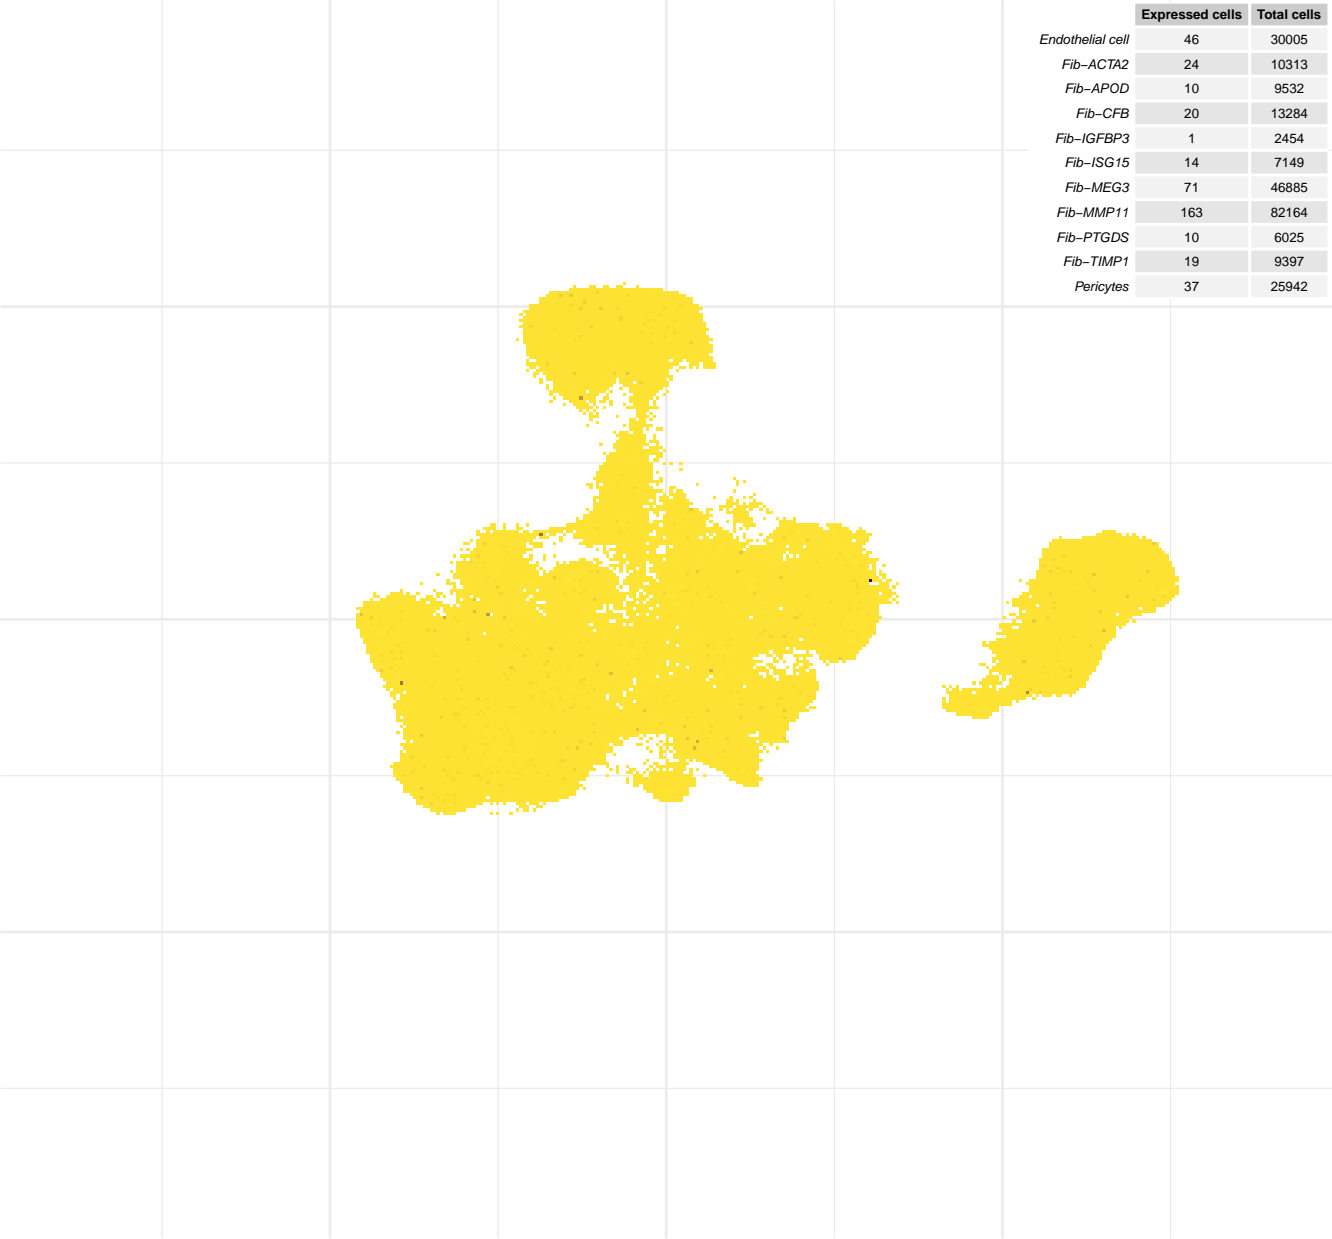 Expressed cells Total cells
Endothelial cell 46 30005
Fib−ACTA2 24 10313
Fib−APOD 10 9532
Fib−CFB 20 13284
Fib−IGFBP3 1 2454
Fib−ISG15 14 7149
Fib−MEG3 71 46885
Fib−MMP11 163 82164
Fib−PTGDS 10 6025
Fib−TIMP1 19 9397
Pericytes 37 25942